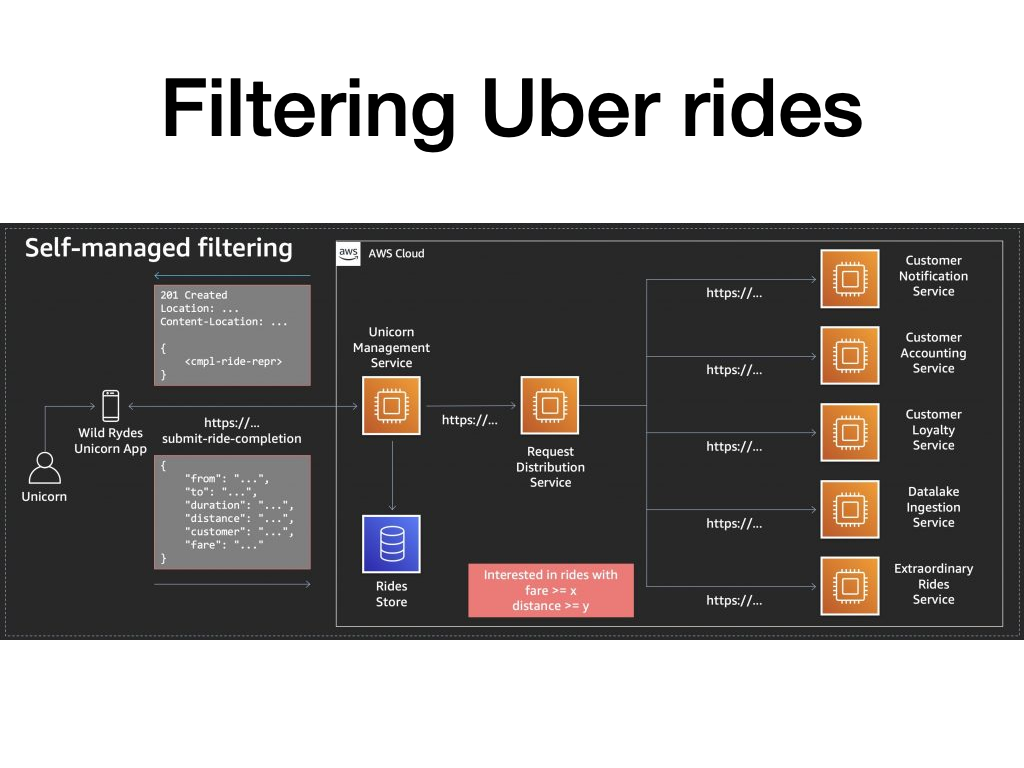 Filtering Uber rides
Self-managed filtering
201 Created
Location: ...
Content-Location: ...
{
<cmpl-ride-repr>
}
Unicorn
Wild Rydes
Unicorn App
https://...
submit-ride-completion
{
"from": "...",
"to": "...",
"duration": "...",
"distance": "...",
"customer": "...",
"fare": "..."
}
aws
AWS Cloud
Unicorn
Management
Service
https://...
Rides
Store
Request
Distribution
Service
Interested in rides with
fare >= x
distance >= y
https://...
Customer
Notification
Service
https://...
Customer
Accounting
Service
https://...
Customer
Loyalty
Service
https://...
Datalake
Ingestion
Service
https://...
Extraordinary
Rides
Service